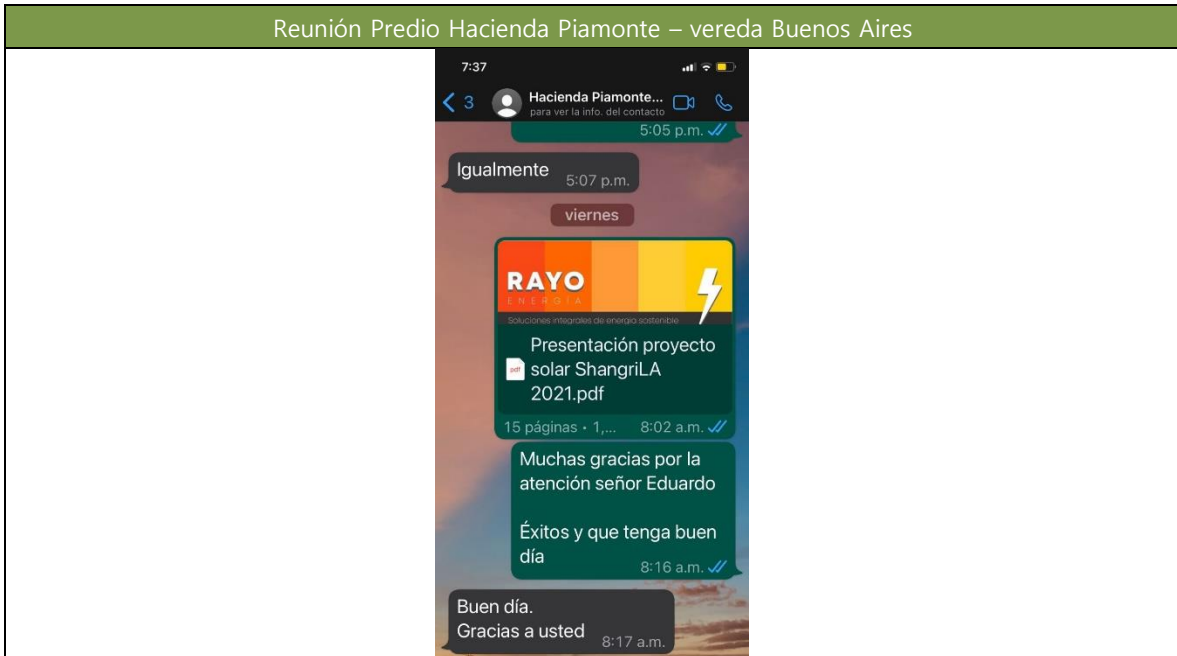 Reunión Predio Hacienda Piamonte – vereda Buenos Aires
7:37
3
Hacienda Piamonte...
para ver la info. del contacto
5:05 p.m.
Igualmente
5:07 p.m.
viernes
RAYO
ENERGÍA
Soluciones integrales de energía sostenible
Presentación proyecto
pdf
solar ShangriLA
2021.pdf
15 páginas • 1,...
8:02 a.m.
Muchas gracias por la
atención señor Eduardo
Éxitos y que tenga buen
día
8:16 a.m.
Buen día.
Gracias a usted
8:17 a.m.